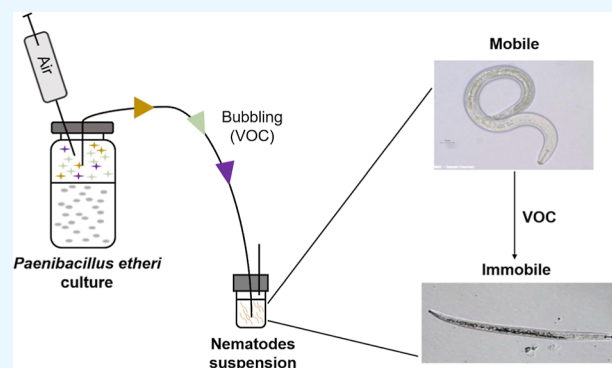 Air
Bubbling
(VOC)
Paenibacillus etheri
culture
Nematodes
suspension
Mobile
VOC
Immobile